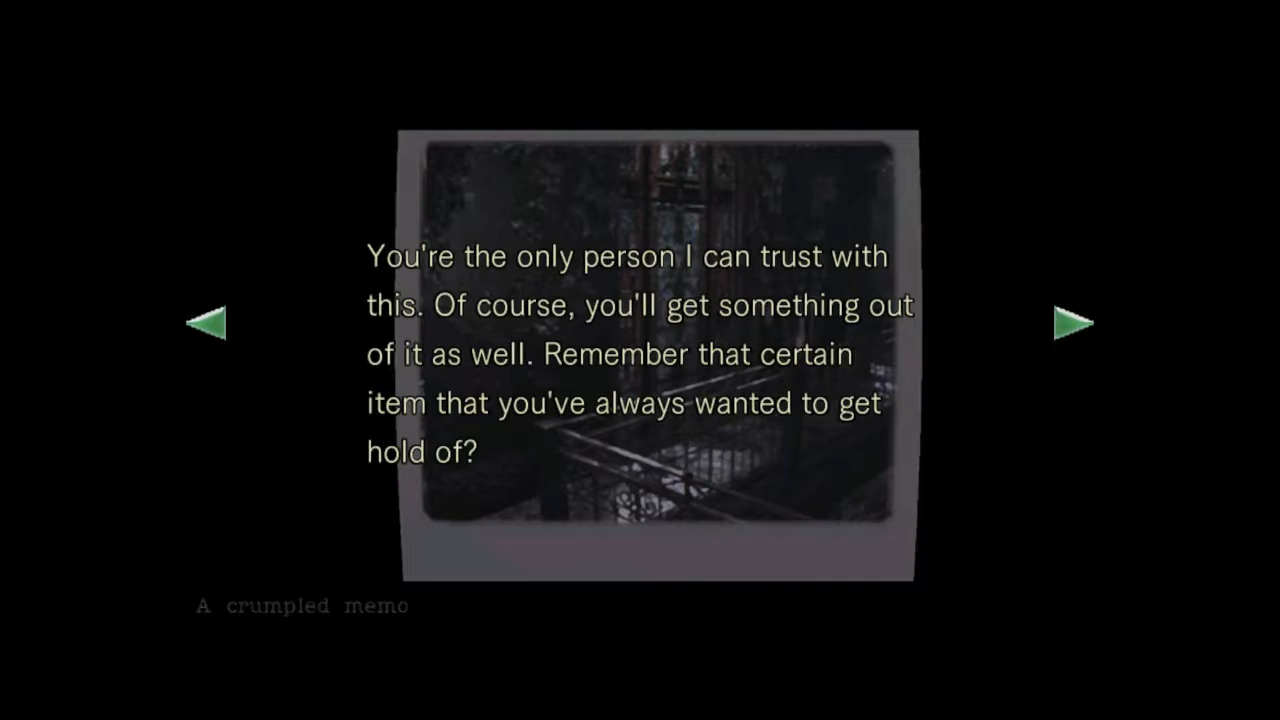 You're the only person I can trust with
this. Of course, you'll get something out
of it as well. Remember that certain
item that you've always wanted to get
hold of?
A crumpled memo